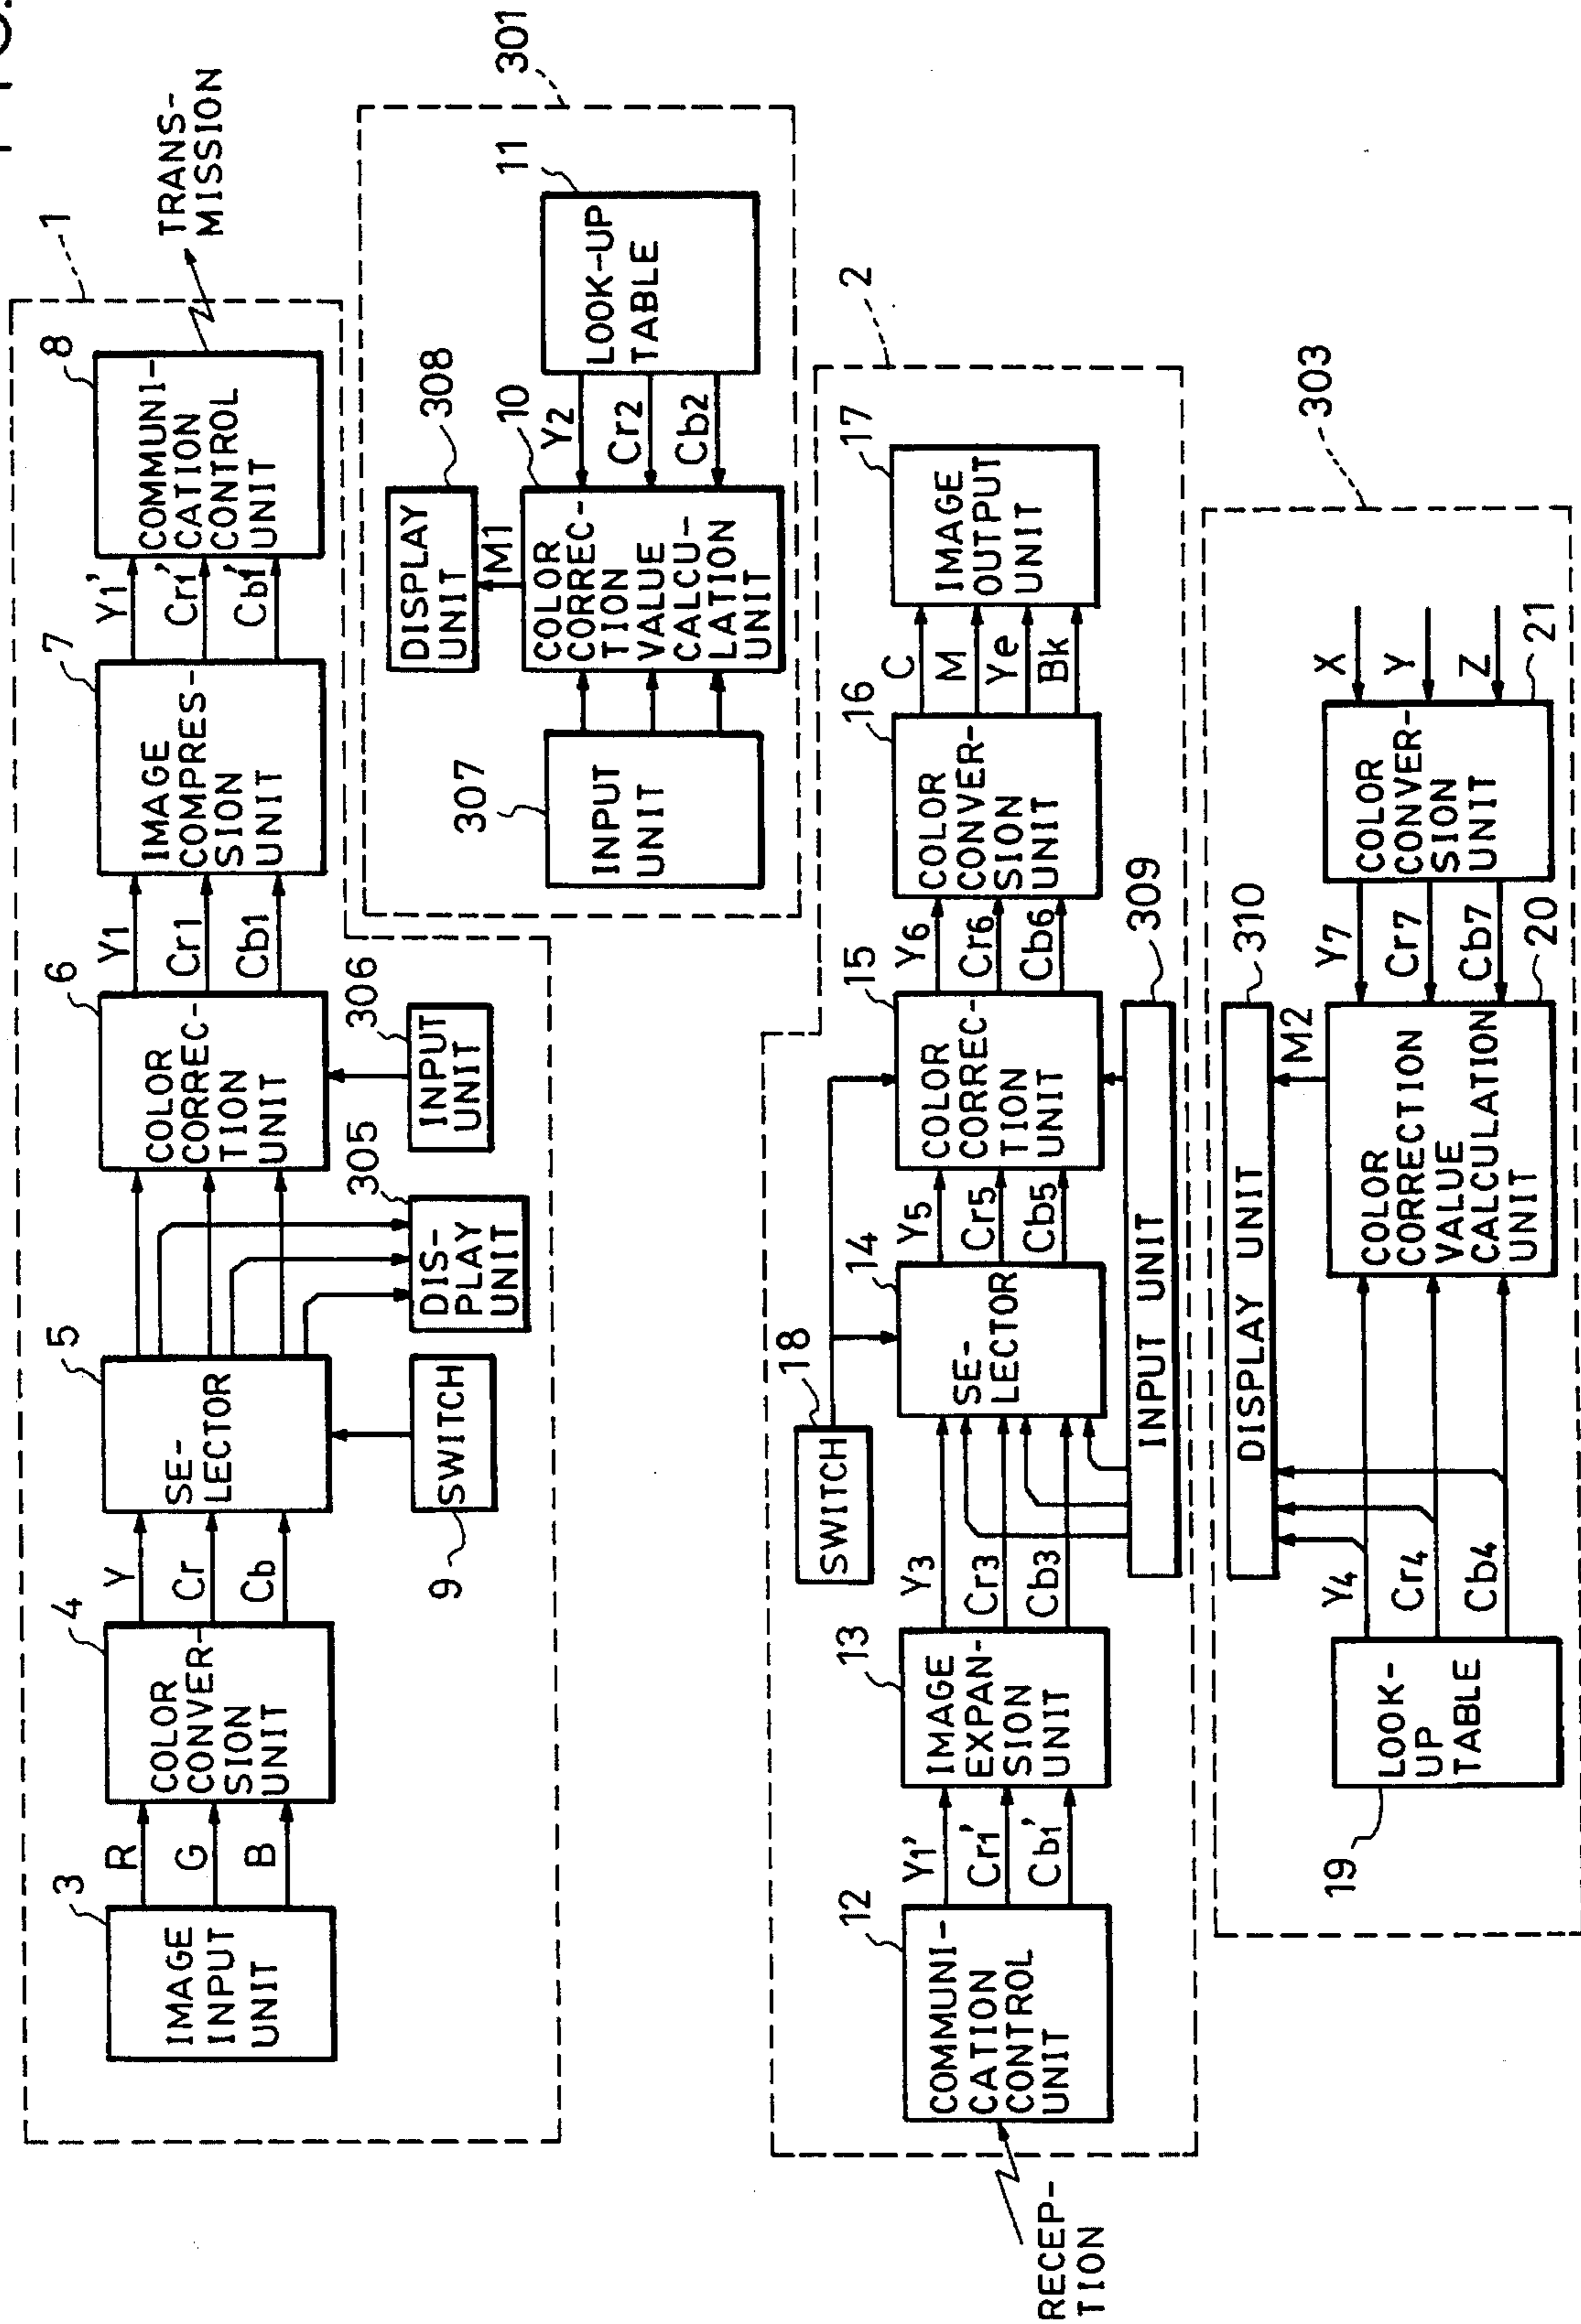 1
3
IMAGE
INPUT
UNIT
R
G
B
4
COLOR
CONVER-
SION
UNIT
Y
Cr
Cb
5
SE-
LECTOR
9
SWITCH
305
DIS-
PLAY
UNIT
6
COLOR
CORREC-
TION
UNIT
306
INPUT
UNIT
Y1
Cr1
Cb1
7
IMAGE
COMPRES-
SION
UNIT
Y1'
Cr1'
Cb1'
8
COMMUNI-
CATION
CONTROL
UNIT
TRANS-
MISSION
301
307
INPUT
UNIT
308
DISPLAY
UNIT
M1
10
COLOR
CORREC-
TION
VALUE
CALCU-
LATION
UNIT
Y2
Cr2
Cb2
11
LOOK-UP
TABLE
2
RECEP-
TION
12
COMMUNI-
CATION
CONTROL
UNIT
Y1'
Cr1'
Cb1'
13
IMAGE
EXPAN-
SION
UNIT
Y3
Cr3
Cb3
18
SWITCH
14
SE-
LECTOR
Y5
Cr5
Cb5
15
COLOR
CORREC-
TION
UNIT
Y6
Cr6
Cb6
16
COLOR
CONVER-
SION
UNIT
C
M
Ye
Bk
17
IMAGE
OUTPUT
UNIT
INPUT UNIT
309
303
19
LOOK-
UP
TABLE
Y4
Cr4
Cb4
DISPLAY UNIT
310
M2
COLOR
CORRECTION
VALUE
CALCULATION
UNIT
20
Y7
Cr7
Cb7
COLOR
CONVER-
SION
UNIT
21
X
Y
Z